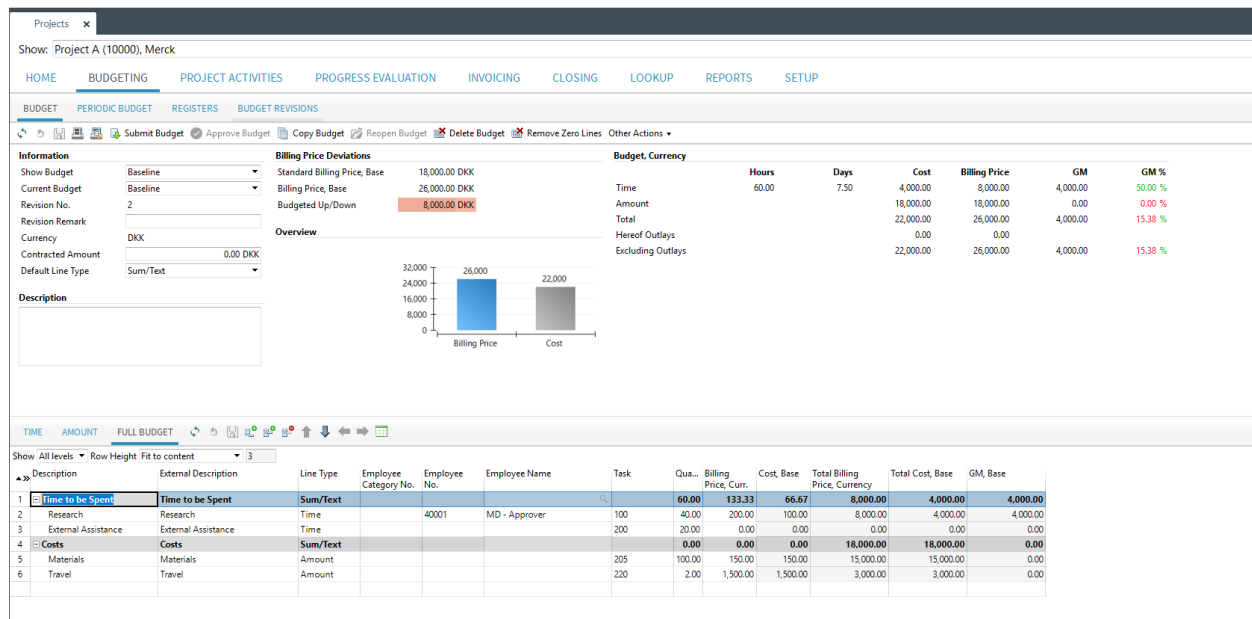 Projects ×
Show: Project A (10000), Merck
HOME BUDGETING PROJECT ACTIVITIES PROGRESS EVALUATION INVOICING CLOSING LOOKUP REPORTS SETUP
BUDGET PERIODIC BUDGET REGISTERS BUDGET REVISIONS
Submit Budget Approve Budget Copy Budget Reopen Budget Delete Budget Remove Zero Lines Other Actions
Information
Show Budget Baseline
Current Budget Baseline
Revision No. 2
Revision Remark
Currency DKK
Contracted Amount 0.00 DKK
Default Line Type Sum/Text
Description
Billing Price Deviations
Standard Billing Price, Base 18,000.00 DKK
Billing Price, Base 26,000.00 DKK
Budgeted Up/Down 8,000.00 DKK
Overview
32,000
24,000
16,000
8,000
0
26,000
22,000
Billing Price Cost
Budget, Currency
Hours Days Cost Billing Price GM GM %
Time 60.00 7.50 4,000.00 8,000.00 4,000.00 50.00 %
Amount 18,000.00 18,000.00 0.00 0.00 %
Total 22,000.00 26,000.00 4,000.00 15.38 %
Hereof Outlays 0.00 0.00
Excluding Outlays 22,000.00 26,000.00 4,000.00 15.38 %
TIME AMOUNT FULL BUDGET
Show All levels Row Height Fit to content 3
Description External Description Line Type Employee Category No. Employee No. Employee Name Task Qua... Billing Price, Curr. Cost, Base Total Billing Price, Currency Total Cost, Base GM, Base
1 Time to be Spent Time to be Spent Sum/Text 60.00 133.33 66.67 8,000.00 4,000.00 4,000.00
2 Research Research Time 40001 MD - Approver 100 40.00 200.00 100.00 8,000.00 4,000.00 4,000.00
3 External Assistance External Assistance Time 200 20.00 0.00 0.00 0.00 0.00 0.00
4 Costs Costs Sum/Text 0.00 0.00 0.00 18,000.00 18,000.00 0.00
5 Materials Materials Amount 205 100.00 150.00 150.00 15,000.00 15,000.00 0.00
6 Travel Travel Amount 220 2.00 1,500.00 1,500.00 3,000.00 3,000.00 0.00